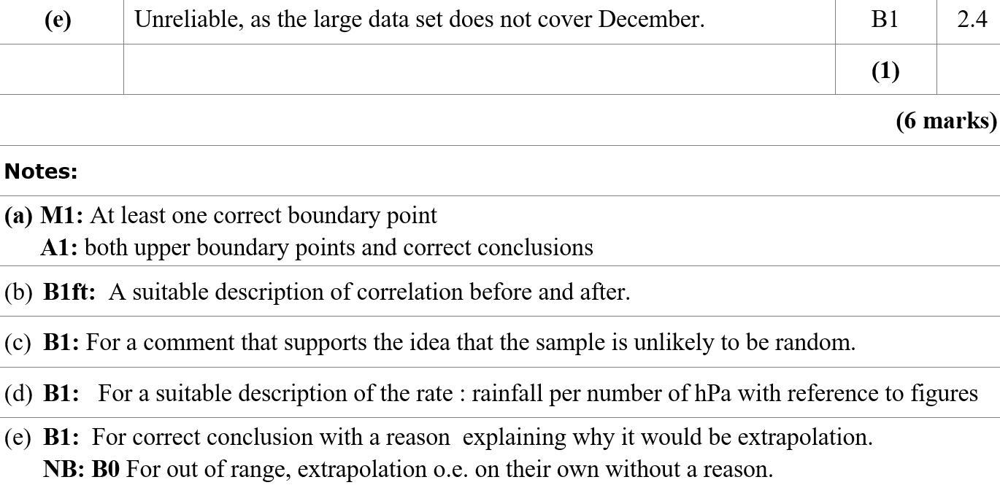 (e) Unreliable, as the large data set does not cover December. B1 2.4
(1)
(6 marks)
Notes:
(a) M1: At least one correct boundary point
A1: both upper boundary points and correct conclusions
(b) B1ft: A suitable description of correlation before and after.
(c) B1: For a comment that supports the idea that the sample is unlikely to be random.
(d) B1: For a suitable description of the rate : rainfall per number of hPa with reference to figures
(e) B1: For correct conclusion with a reason explaining why it would be extrapolation.
NB: B0 For out of range, extrapolation o.e. on their own without a reason.